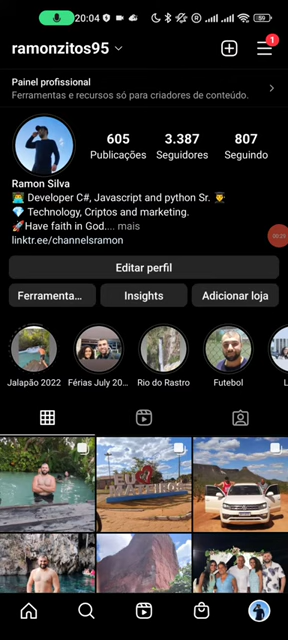 20:04
59
ramonzitos95
1
Painel profissional
Ferramentas e recursos só para criadores de conteúdo.
605 3.387 807
Publicações Seguidores Seguindo
Ramon Silva
Developer C#, Javascript and python Sr.
Technology, Criptos and marketing.
Have faith in God.... mais
linktr.ee/channelsramon
Editar perfil
Ferramenta... Insights Adicionar loja
Jalapão 2022 Férias July 20... Rio do Rastro Futebol L
EU